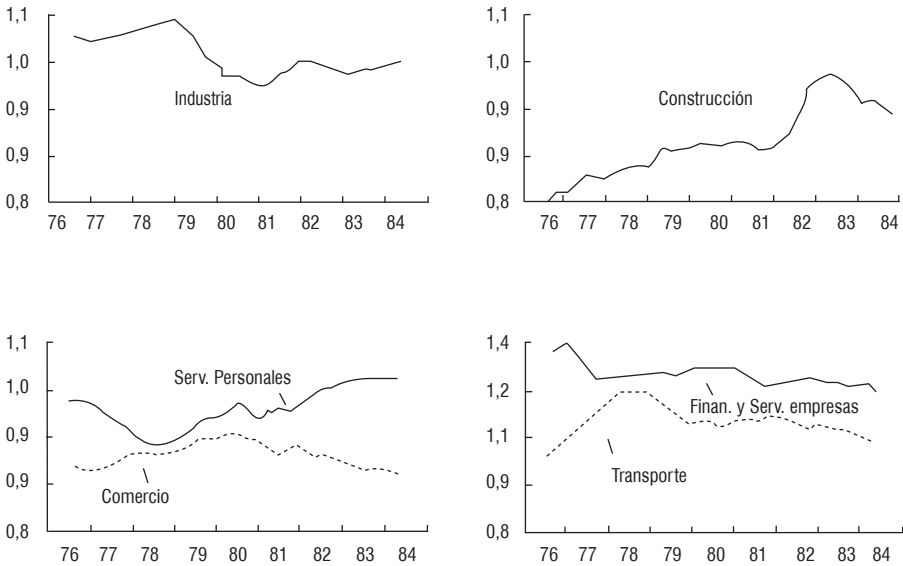 1,1
1,0
0,9
0,9
0,8
Industria
76 77 78 79 80 81 82 83 84
1,1
1,0
0,9
0,9
0,8
Construcción
76 77 78 79 80 81 82 83 84
1,1
1,0
0,9
0,9
0,8
Serv. Personales
Comercio
76 77 78 79 80 81 82 83 84
1,4
1,2
1,1
0,9
0,8
Finan. y Serv. empresas
Transporte
76 77 78 79 80 81 82 83 84